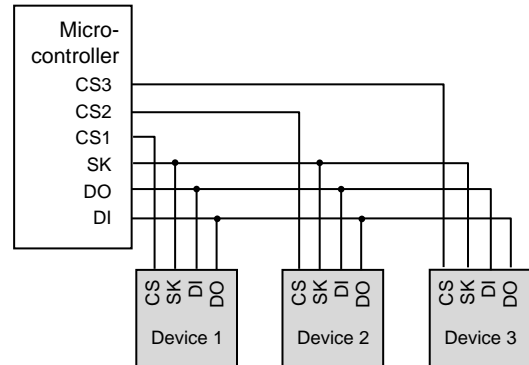 Micro-
controller
CS3
CS2
CS1
SK
DO
DI
CS
SK
DI
DO
Device 1
CS
SK
DI
DO
Device 2
CS
SK
DI
DO
Device 3